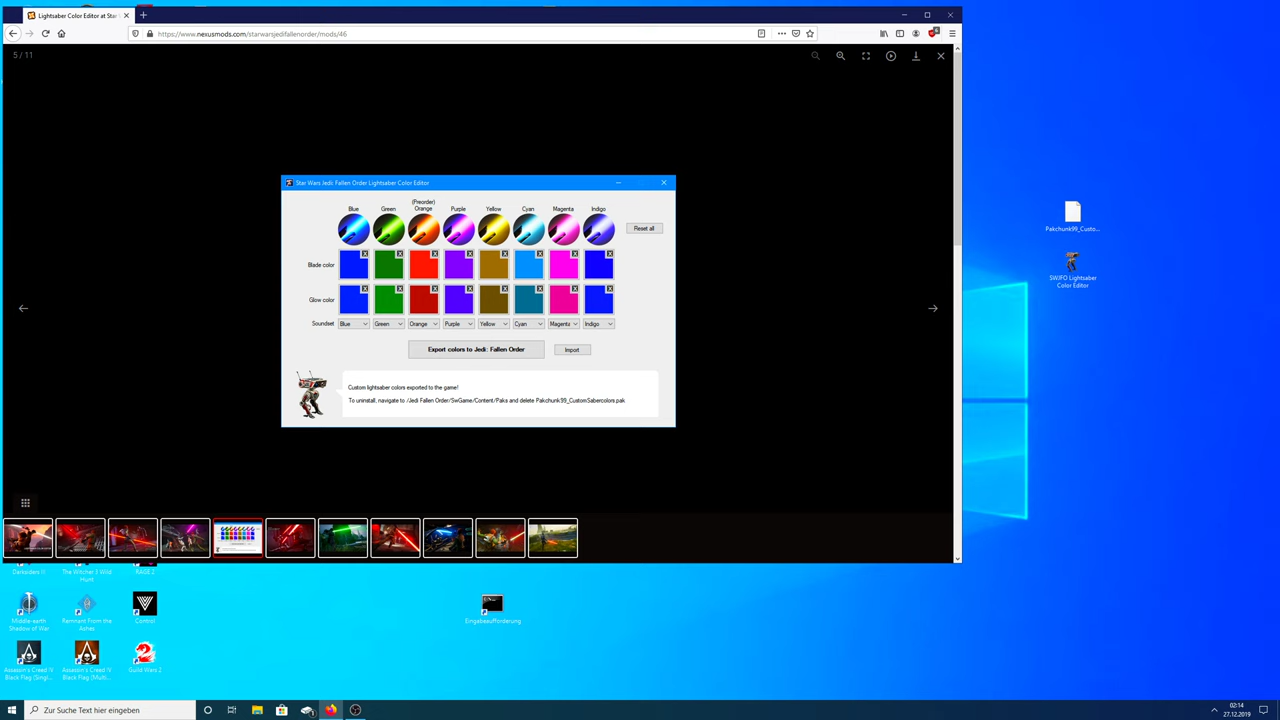 Lightsaber Color Editor at Star
https://www.nexusmods.com/starwarsjedifallenorder/mods/46
5 / 11
Star Wars Jedi: Fallen Order Lightsaber Color Editor
(Preorder)
Blue Green Orange Purple Yellow Cyan Magenta Indigo
Reset all
Blade color X X X X X X X X
Glow color X X X X X X X X
Soundset Blue Green Orange Purple Yellow Cyan Magenta Indigo
Export colors to Jedi: Fallen Order Import
Custom lightsaber colors exported to the game!
To uninstall, navigate to /Jedi Fallen Order/SwGame/Content/Paks and delete Pakchunk99_CustomSabercolors.pak
Pakchunk99_Custo...
SWJFO Lightsaber
Color Editor
Darksiders II The Witcher 3 Wild RAGE 2
Hunt
Middle-earth Remnant From the Control
Shadow of War Ashes
Eingabeaufforderung
Assassin's Creed IV Assassin's Creed IV Guild Wars 2
Black Flag (Singl... Black Flag (Multi...
Zur Suche Text hier eingeben
02:14
27.12.2019